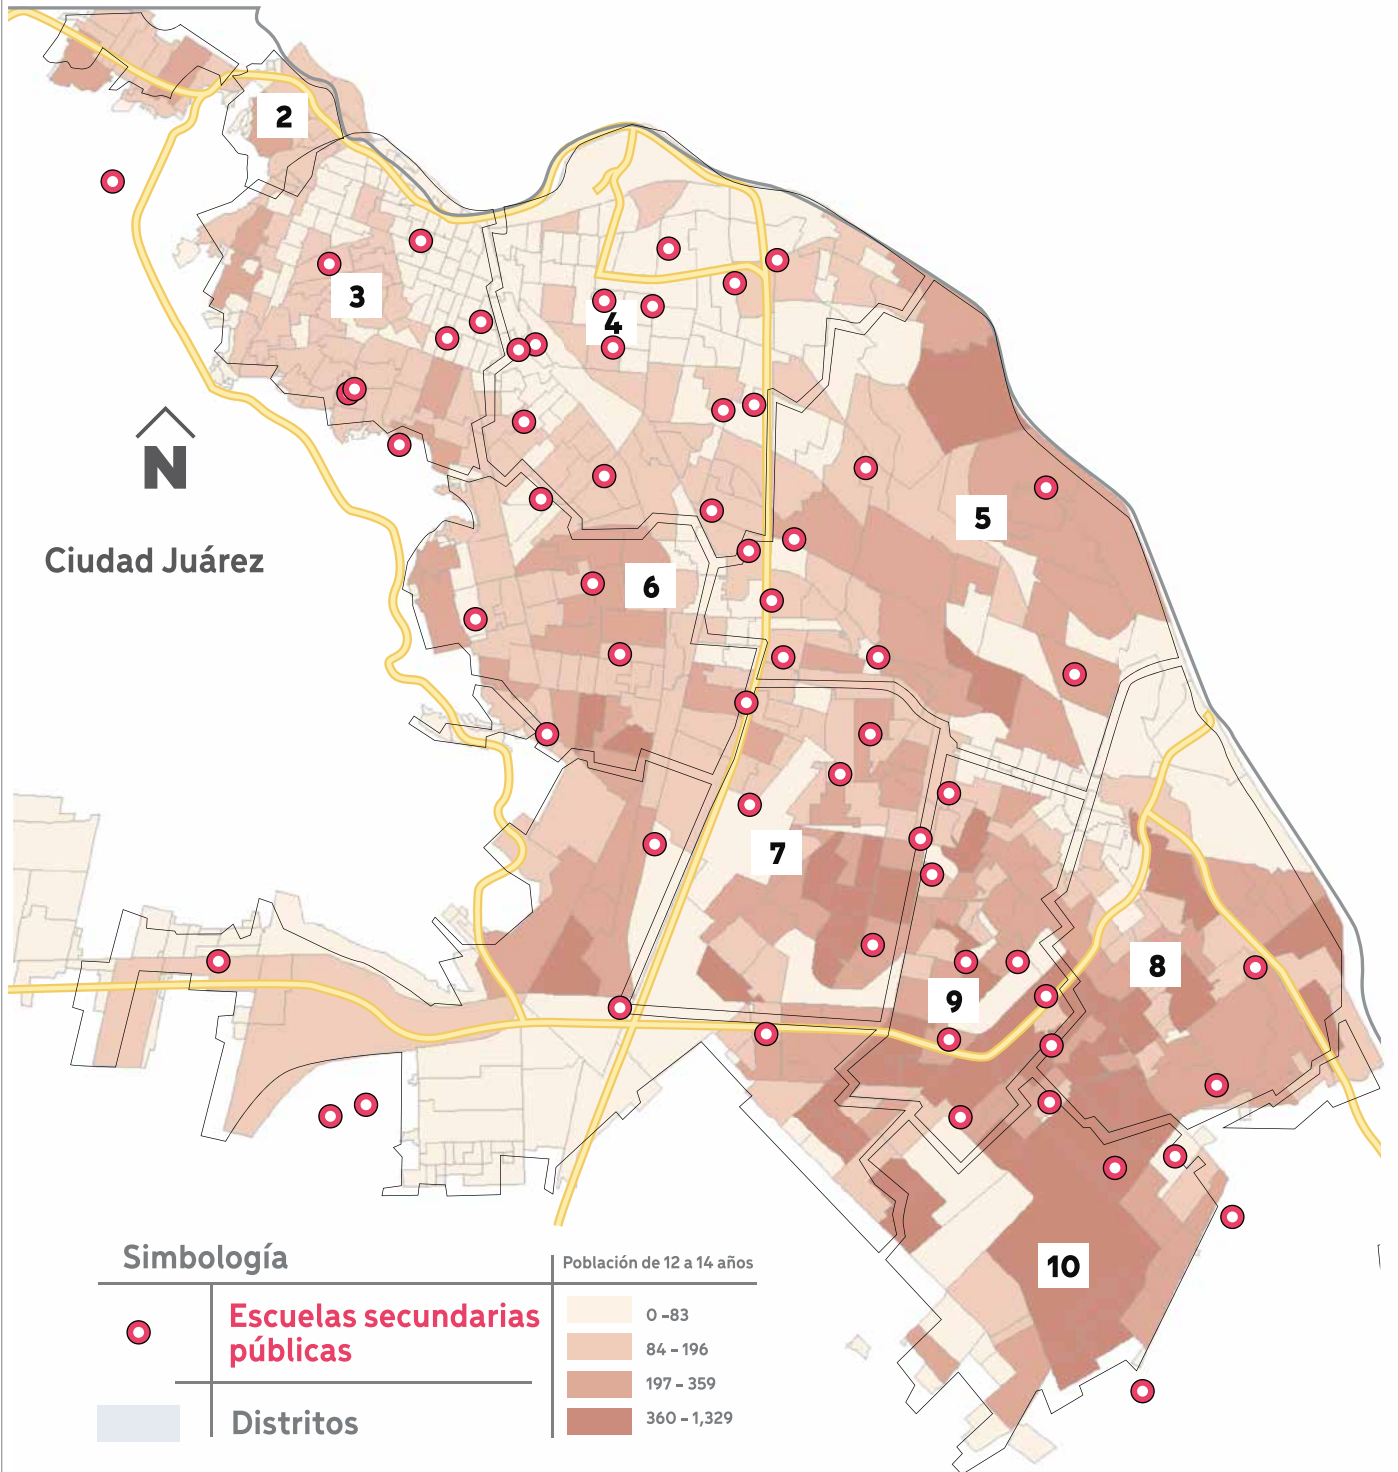 2
3
4
N
5
Ciudad Juárez
6
7
8
9
10
Simbología
Población de 12 a 14 años
Escuelas secundarias
públicas
0 -83
84 - 196
197 - 359
360 - 1,329
Distritos